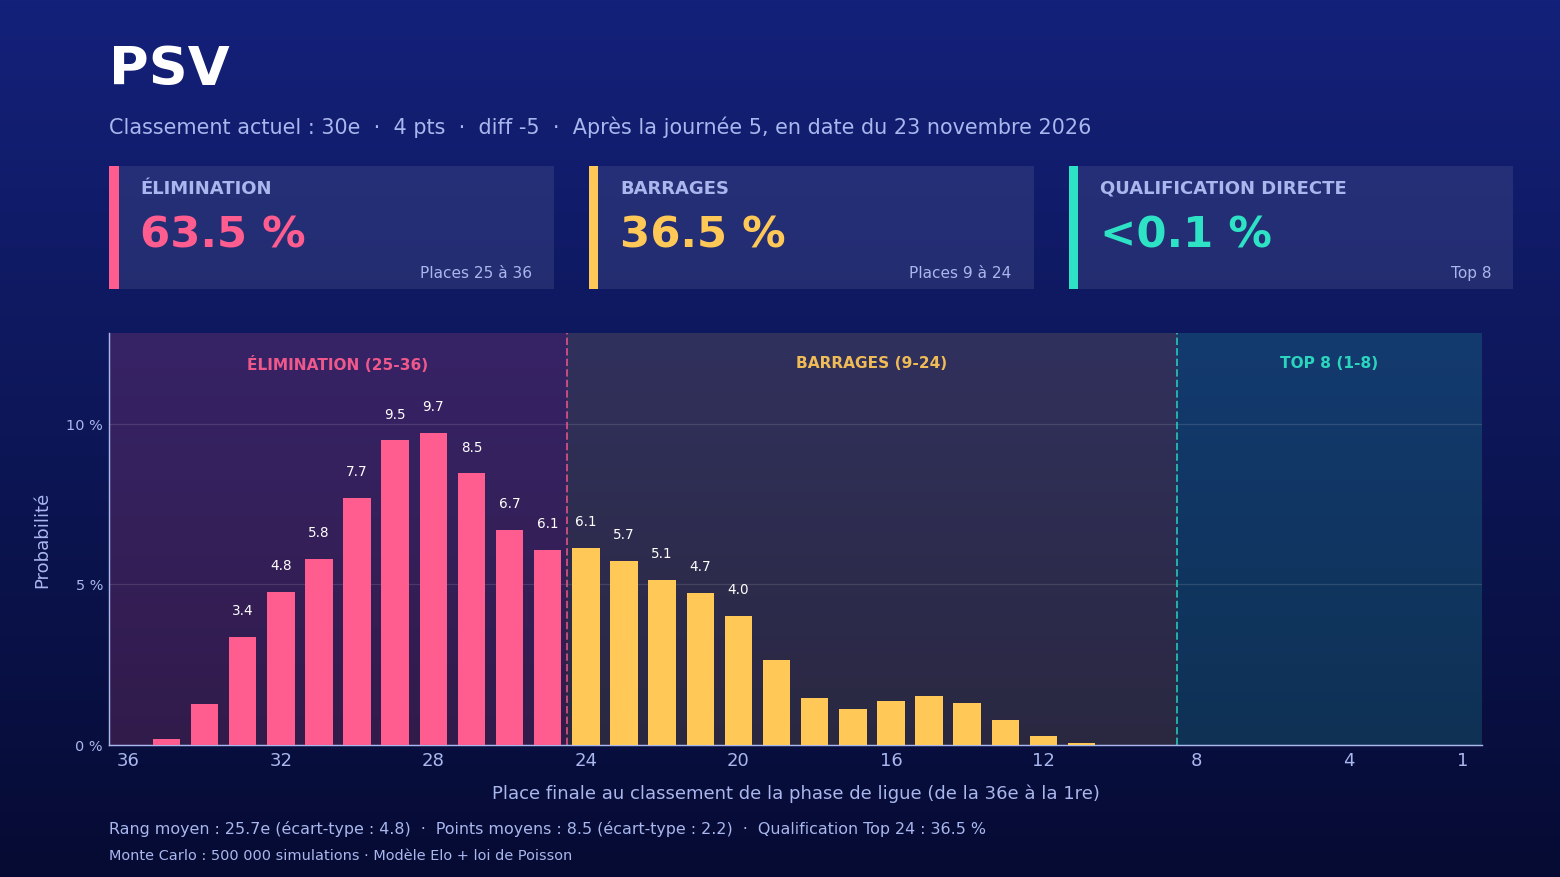 PSV
Classement actuel : 30e · 4 pts · diff -5 · Après la journée 5, en date du 23 novembre 2026
ÉLIMINATION
63.5 %
Places 25 à 36
BARRAGES
36.5 %
Places 9 à 24
QUALIFICATION DIRECTE
<0.1 %
Top 8
ÉLIMINATION (25-36)
BARRAGES (9-24)
TOP 8 (1-8)
Probabilité
10 %
5 %
0 %
3.4
4.8
5.8
7.7
9.5
9.7
8.5
6.7
6.1
6.1
5.7
5.1
4.7
4.0
36 32 28 24 20 16 12 8 4 1
Place finale au classement de la phase de ligue (de la 36e à la 1re)
Rang moyen : 25.7e (écart-type : 4.8) · Points moyens : 8.5 (écart-type : 2.2) · Qualification Top 24 : 36.5 %
Monte Carlo : 500 000 simulations · Modèle Elo + loi de Poisson